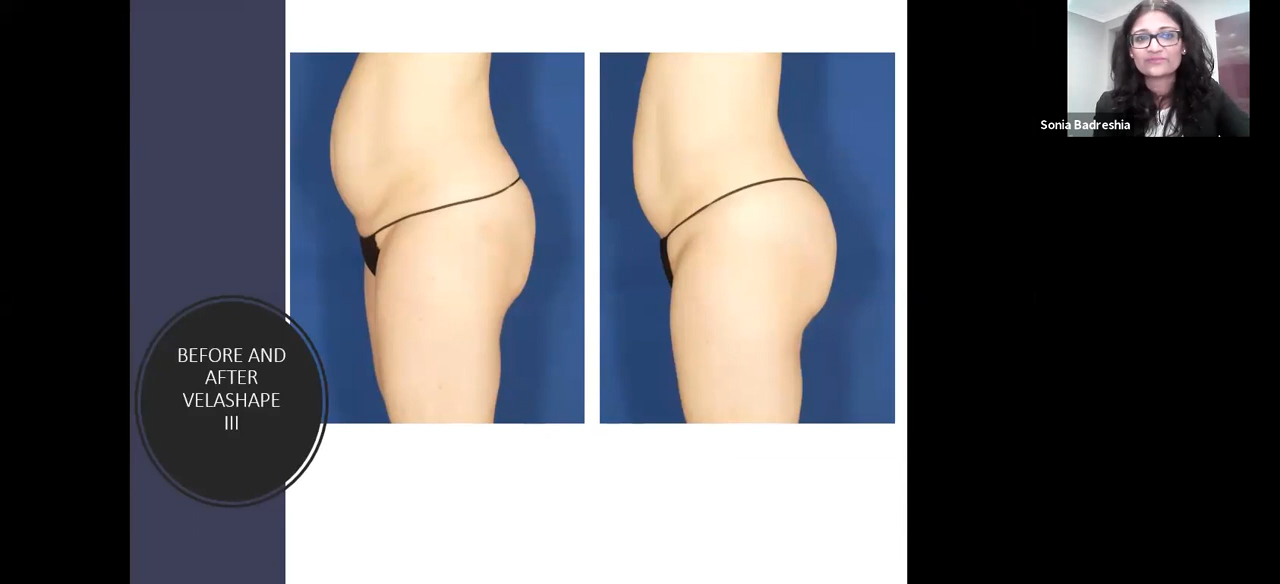 BEFORE AND
AFTER
VELASHAPE
III
Sonia Badreshia